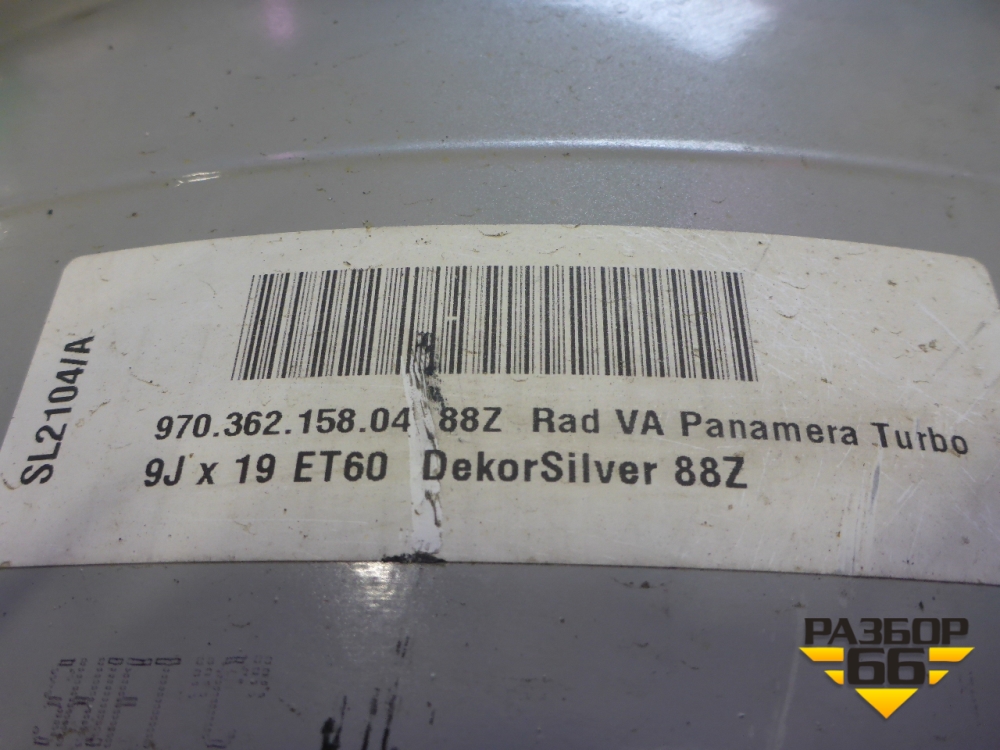 SL2104/A
970.362.158.04 88Z Rad VA Panamera Turbo
9J x 19 ET60 DekorSilver 88Z
РАЗБОР
66